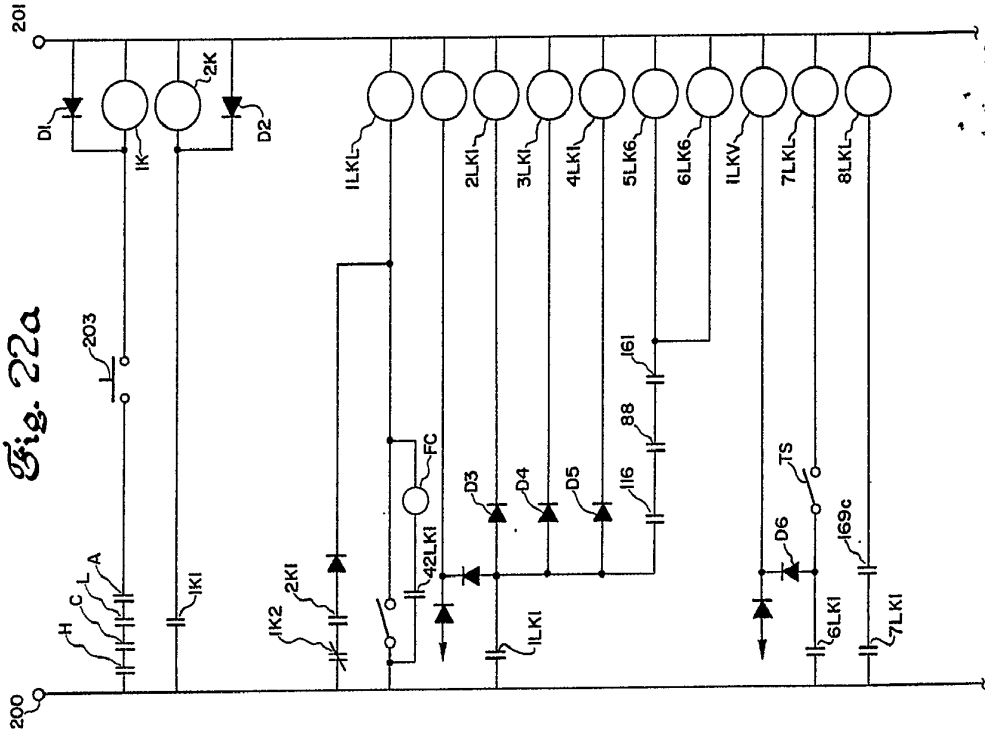 Fig. 22a
200
201
D1
1K
2K
D2
203
H
C
L
A
1K1
1LKL
2LK1
3LK1
4LK1
5LK6
6LK6
1LKV
7LKL
8LKL
1K2
2K1
FC
42LK1
D3
D4
D5
1LK1
116
88
161
D6
TS
6LK1
169c
7LK1